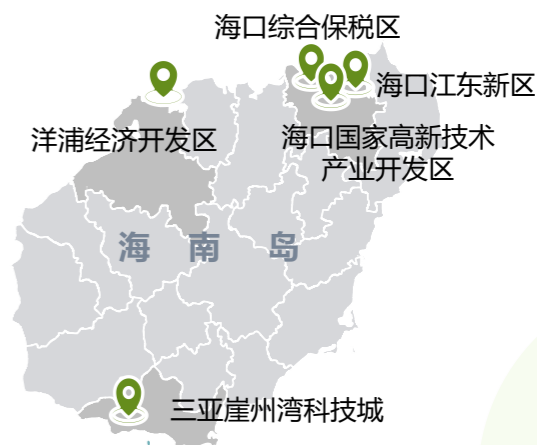 海口综合保税区
海口江东新区
洋浦经济开发区
海口国家高新技术
产业开发区
海南岛
三亚崖州湾科技城